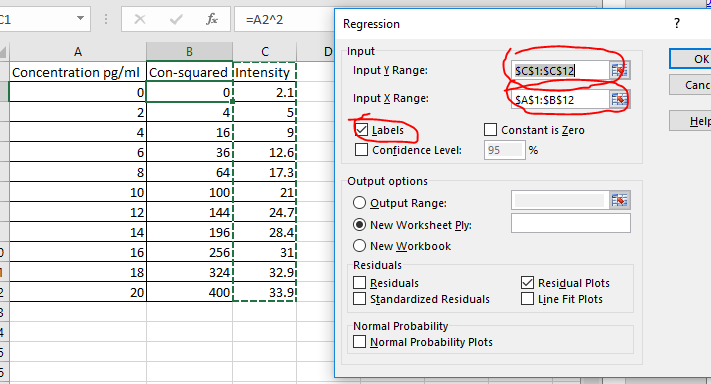 C1
=A2^2
Regression
?
A B C D
Concentration pg/ml Con-squared Intensity
0 0 2.1
2 4 5
4 16 9
6 36 12.6
8 64 17.3
10 100 21
12 144 24.7
14 196 28.4
16 256 31
18 324 32.9
20 400 33.9
Input
Input Y Range: $C$1:$C$12
Input X Range: $A$1:$B$12
Labels Constant is Zero
Confidence Level: 95 %
OK
Help
Output options
Output Range:
New Worksheet Ply:
New Workbook
Residuals
Residuals Residual Plots
Standardized Residuals Line Fit Plots
Normal Probability
Normal Probability Plots